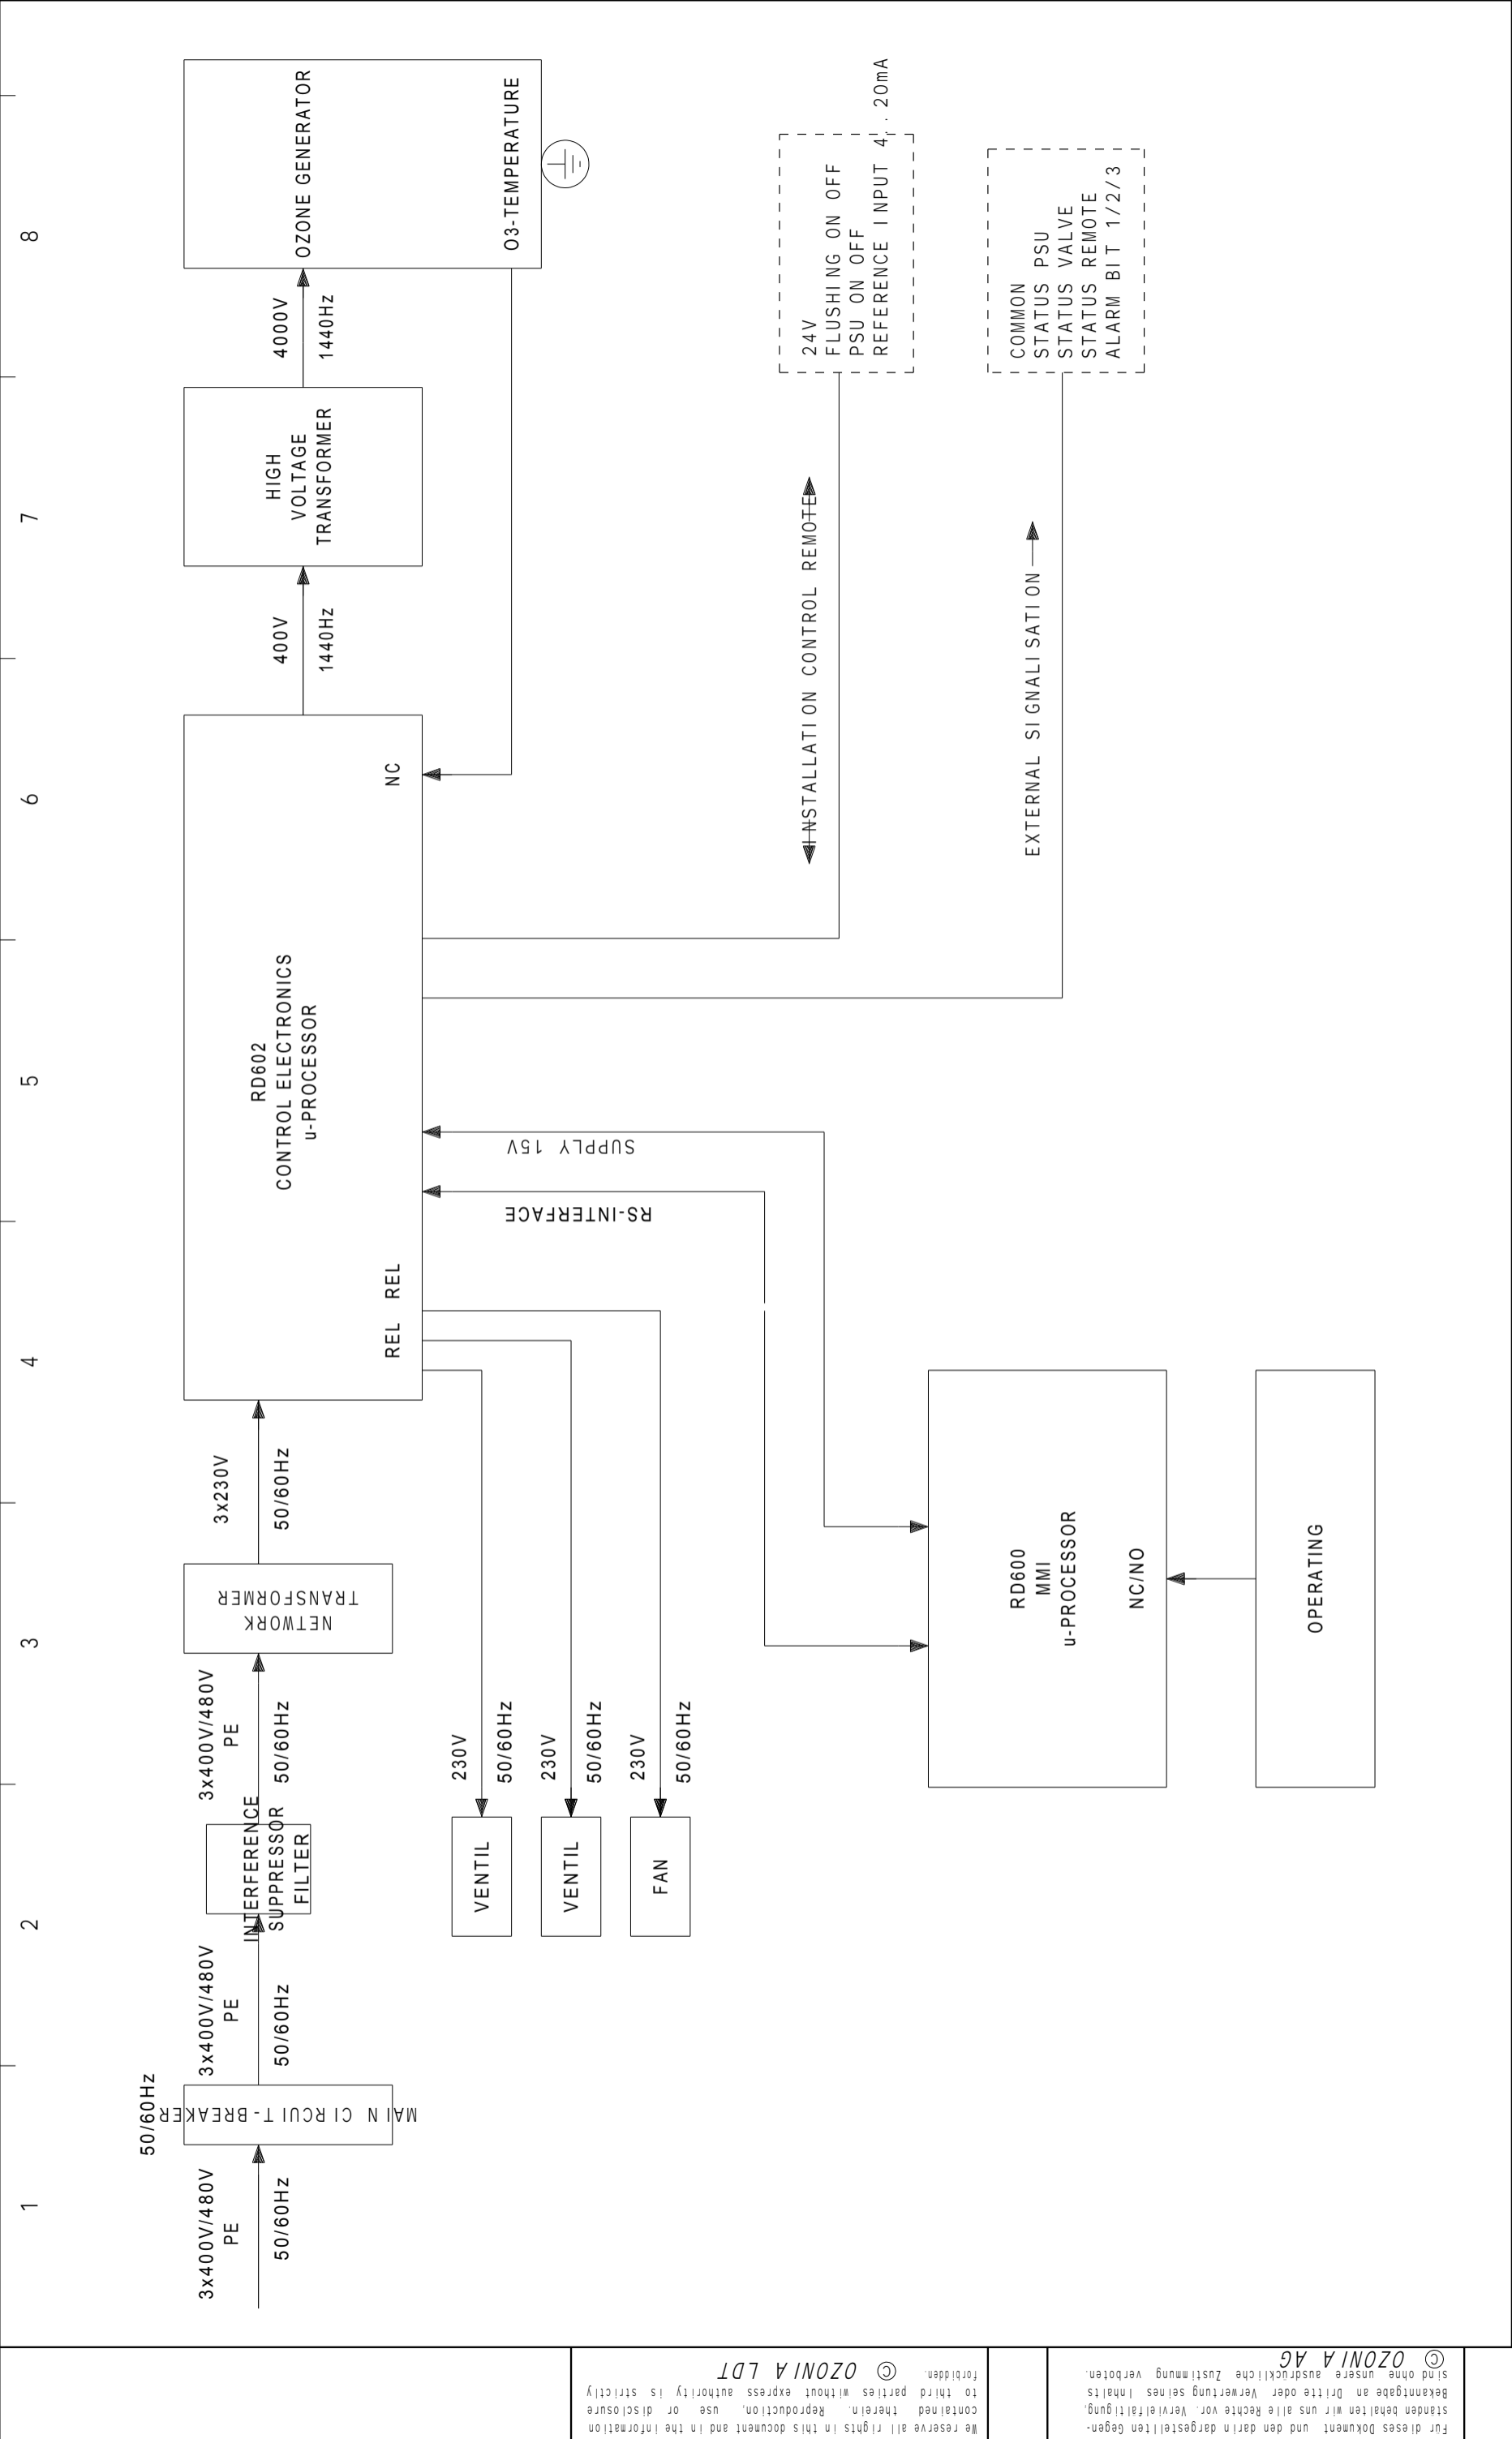 1
2
3
4
5
6
7
8
3x400V/480V
PE
50/60Hz
50/60Hz
MAIN CIRCUIT-BREAKER
3x400V/480V
PE
50/60Hz
INTERFERENCE
SUPPRESSOR
FILTER
3x400V/480V
PE
50/60Hz
NETWORK
TRANSFORMER
3x230V
50/60Hz
RD602
CONTROL ELECTRONICS
u-PROCESSOR
REL
REL
NC
400V
1440Hz
HIGH
VOLTAGE
TRANSFORMER
4000V
1440Hz
OZONE GENERATOR
O3-TEMPERATURE
VENTIL
230V
50/60Hz
VENTIL
230V
50/60Hz
FAN
230V
50/60Hz
RS-INTERFACE
SUPPLY 15V
INSTALLATION CONTROL REMOTE
24V
FLUSHING ON OFF
PSU ON OFF
REFERENCE INPUT 4..20mA
EXTERNAL SIGNALISATION
COMMON
STATUS PSU
STATUS VALVE
STATUS REMOTE
ALARM BIT 1/2/3
RD600
MMI
u-PROCESSOR
NC/NO
OPERATING
We reserve all rights in this document and in the information
contained therein. Reproduction, use or disclosure
to third parties without express authority is strictly
forbidden. © OZONIA LDT
Für dieses Dokument und den darin dargestellten Gegen-
ständen behalten wir uns alle Rechte vor. Vervielfältigung,
Bekanntgabe an Dritte oder Verwertung seines Inhalts
sind ohne unsere ausdrückliche Zustimmung verboten.
© OZONIA AG